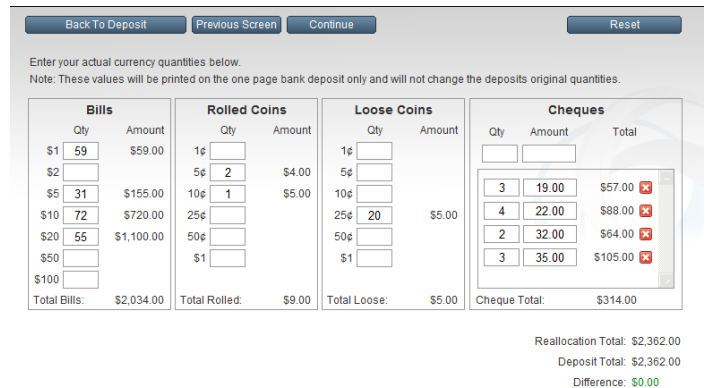 Back To Deposit Previous Screen Continue Reset
Enter your actual currency quantities below.
Note: These values will be printed on the one page bank deposit only and will not change the deposits original quantities.
Bills Rolled Coins Loose Coins Cheques
Qty Amount Qty Amount Qty Amount Qty Amount Total
$1 59 $59.00 1¢ 1¢
$2 5¢ 2 $4.00 5¢
$5 31 $155.00 10¢ 1 $5.00 10¢ 3 19.00 $57.00
$10 72 $720.00 25¢ 25¢ 20 $5.00 4 22.00 $88.00
$20 55 $1,100.00 50¢ 50¢ 2 32.00 $64.00
$50 $1 $1 3 35.00 $105.00
$100
Total Bills: $2,034.00 Total Rolled: $9.00 Total Loose: $5.00 Cheque Total: $314.00
Reallocation Total: $2,362.00
Deposit Total: $2,362.00
Difference: $0.00